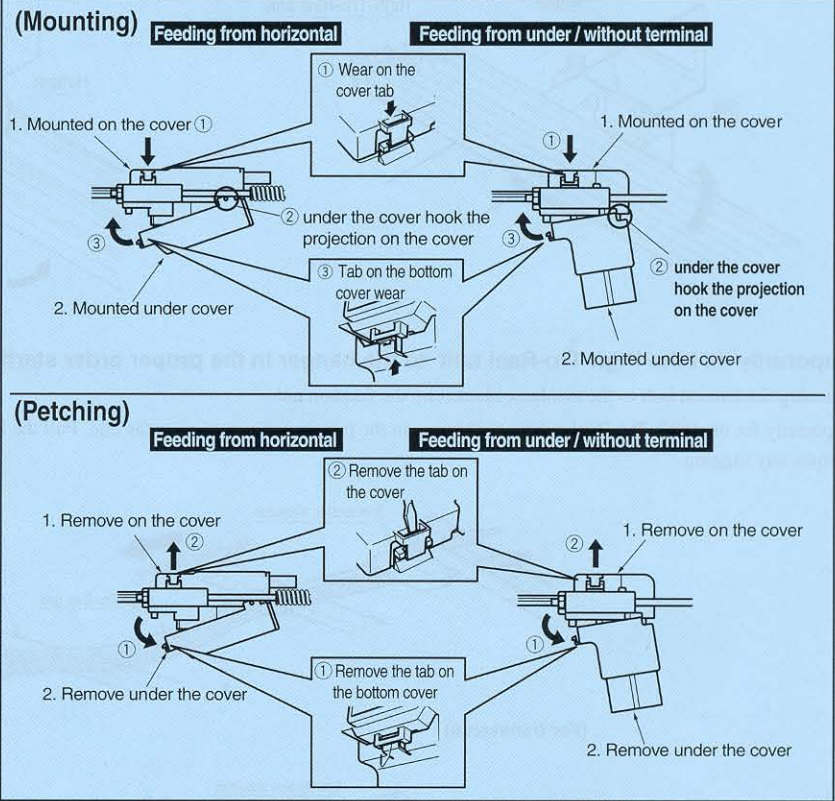 (Mounting)
Feeding from horizontal
Feeding from under / without terminal
① Wear on the
cover tab
1. Mounted on the cover ①
①
1. Mounted on the cover
② under the cover hook the
projection on the cover
③
③ Tab on the bottom
cover wear
2. Mounted under cover
③
② under the cover
hook the projection
on the cover
2. Mounted under cover
(Petching)
Feeding from horizontal
Feeding from under / without terminal
② Remove the tab on
the cover
1. Remove on the cover
②
②
1. Remove on the cover
①
2. Remove under the cover
① Remove the tab on
the bottom cover
①
2. Remove under the cover